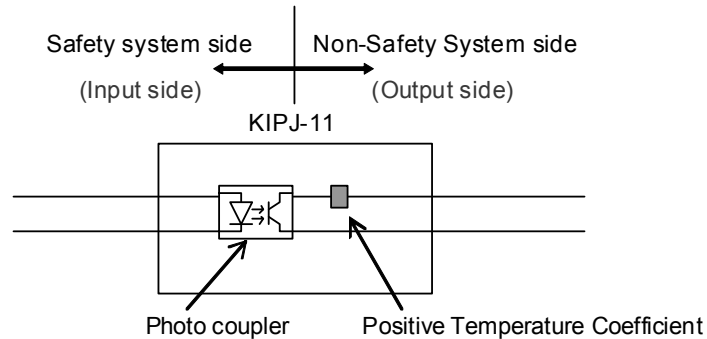 Safety system side Non-Safety System side
(Input side) (Output side)
KIPJ-11
Photo coupler Positive Temperature Coefficient